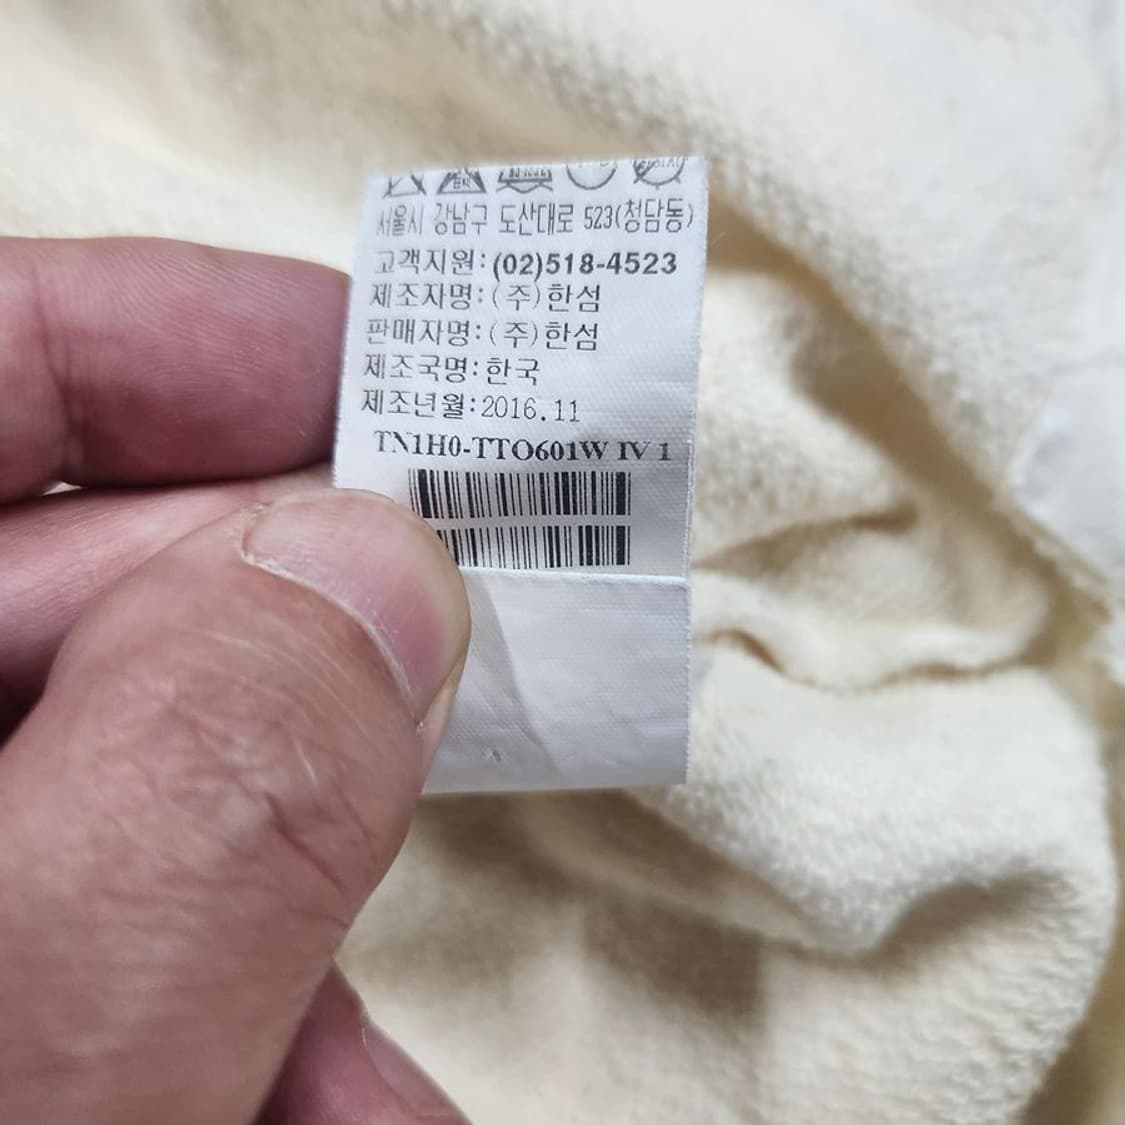 표백
서울시 강남구 도산대로 523(청담동)
고객지원:(02)518-4523
제조자명:(주)한섬
판매자명:(주)한섬
제조국명:한국
제조년월:2016.11
TN1H0-TTO601W IV 1